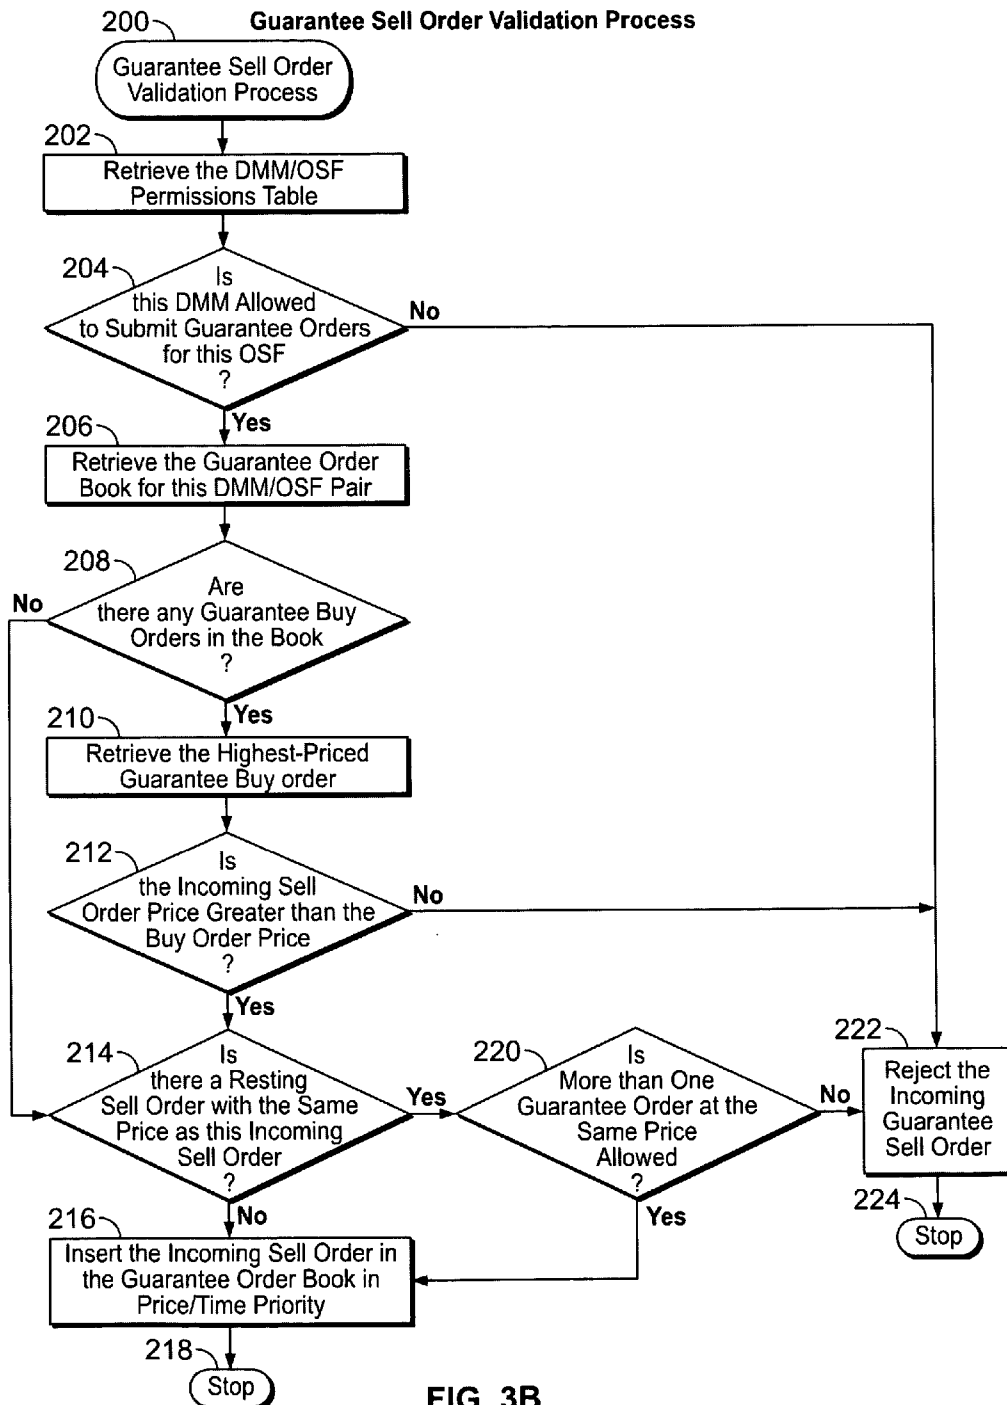 Guarantee Sell Order Validation Process
200
Guarantee Sell Order
Validation Process
202
Retrieve the DMM/OSF
Permissions Table
204
Is
this DMM Allowed
to Submit Guarantee Orders
for this OSF
?
No
Yes
206
Retrieve the Guarantee Order
Book for this DMM/OSF Pair
208
Are
there any Guarantee Buy
Orders in the Book
?
No
Yes
210
Retrieve the Highest-Priced
Guarantee Buy order
212
Is
the Incoming Sell
Order Price Greater than the
Buy Order Price
?
No
Yes
214
Is
there a Resting
Sell Order with the Same
Price as this Incoming
Sell Order
?
Yes
No
220
Is
More than One
Guarantee Order at the
Same Price
Allowed
?
No
Yes
222
Reject the
Incoming
Guarantee
Sell Order
224
Stop
216
Insert the Incoming Sell Order in
the Guarantee Order Book in
Price/Time Priority
218
Stop
FIG. 3B